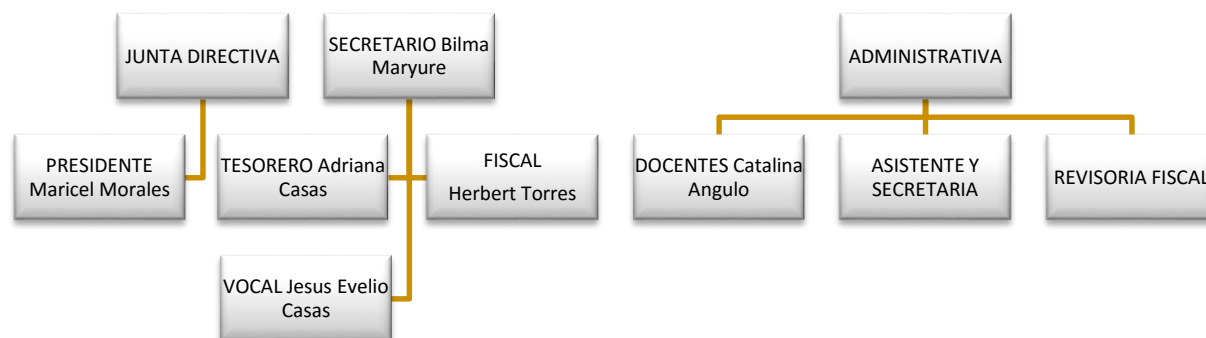 JUNTA DIRECTIVA
SECRETARIO Bilma
Maryure
ADMINISTRATIVA
PRESIDENTE
Maricel Morales
TESORERO Adriana
Casas
FISCAL
Herbert Torres
DOCENTES Catalina
Angulo
ASISTENTE Y
SECRETARIA
REVISORIA FISCAL
VOCAL Jesus Evelio
Casas